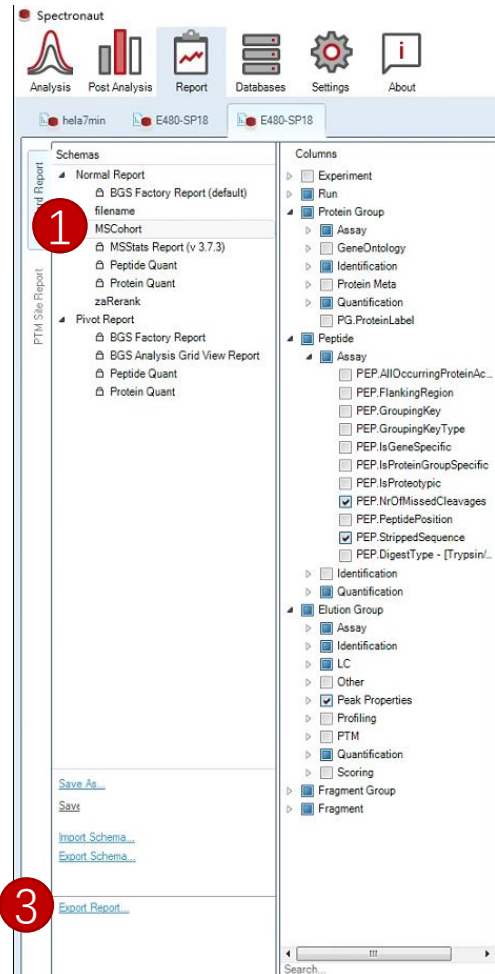 Spectronaut
Analysis
Post Analysis
Report
Databases
Settings
About
hela7min
E480-SP18
E480-SP18
Report
PTM Site Report
Schemas
Normal Report
BGS Factory Report (default)
filename
1
MSCohort
MSStats Report (v 3.7.3)
Peptide Quant
Protein Quant
zaRerank
Pivot Report
BGS Factory Report
BGS Analysis Grid View Report
Peptide Quant
Protein Quant
Save As...
Save
Import Schema...
Export Schema...
3
Export Report...
Columns
Experiment
Run
Protein Group
Assay
GeneOntology
Identification
Protein Meta
Quantification
PG.ProteinLabel
Peptide
Assay
PEP.AllOccurringProteinAc...
PEP.FlankingRegion
PEP.GroupingKey
PEP.GroupingKeyType
PEP.IsGeneSpecific
PEP.IsProteinGroupSpecific
PEP.IsProteotypic
PEP.NrOfMissedCleavages
PEP.PeptidePosition
PEP.StrippedSequence
PEP.DigestType - [Trypsin/...
Identification
Quantification
Elution Group
Assay
Identification
LC
Other
Peak Properties
Profiling
PTM
Quantification
Scoring
Fragment Group
Fragment
Search...